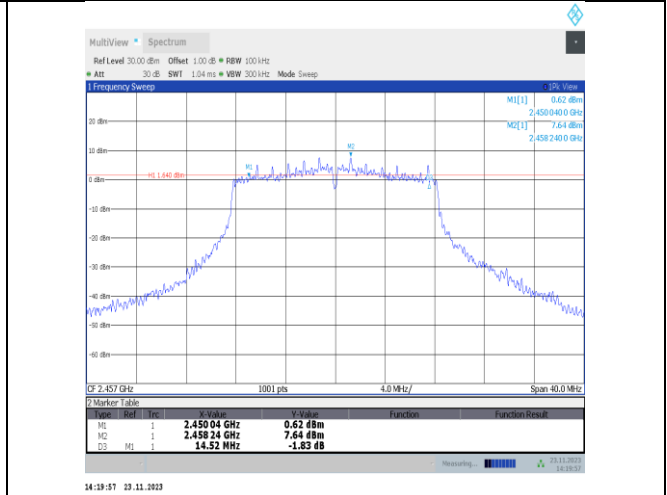 MultiView Spectrum
Ref Level 30.00 dBm Offset 1.00 dB RBW 100 kHz
Att 30 dB SWT 1.04 ms VBW 300 kHz Mode Sweep
1 Frequency Sweep 1Pk View
M1[1] 0.62 dBm
2.450 040 0 GHz
M2[1] 7.64 dBm
2.458 240 0 GHz
20 dBm
M2
10 dBm
M1
H1 1.640 dBm
0 dBm
-10 dBm
-20 dBm
-30 dBm
-40 dBm
-50 dBm
-60 dBm
CF 2.457 GHz 1001 pts 4.0 MHz/ Span 40.0 MHz
2 Marker Table
Type Ref Trc X-Value Y-Value Function Function Result
M1 1 2.450 04 GHz 0.62 dBm
M2 1 2.458 24 GHz 7.64 dBm
D3 M1 1 14.52 MHz -1.83 dB
Measuring... 23.11.2023
14:19:57
14:19:57 23.11.2023